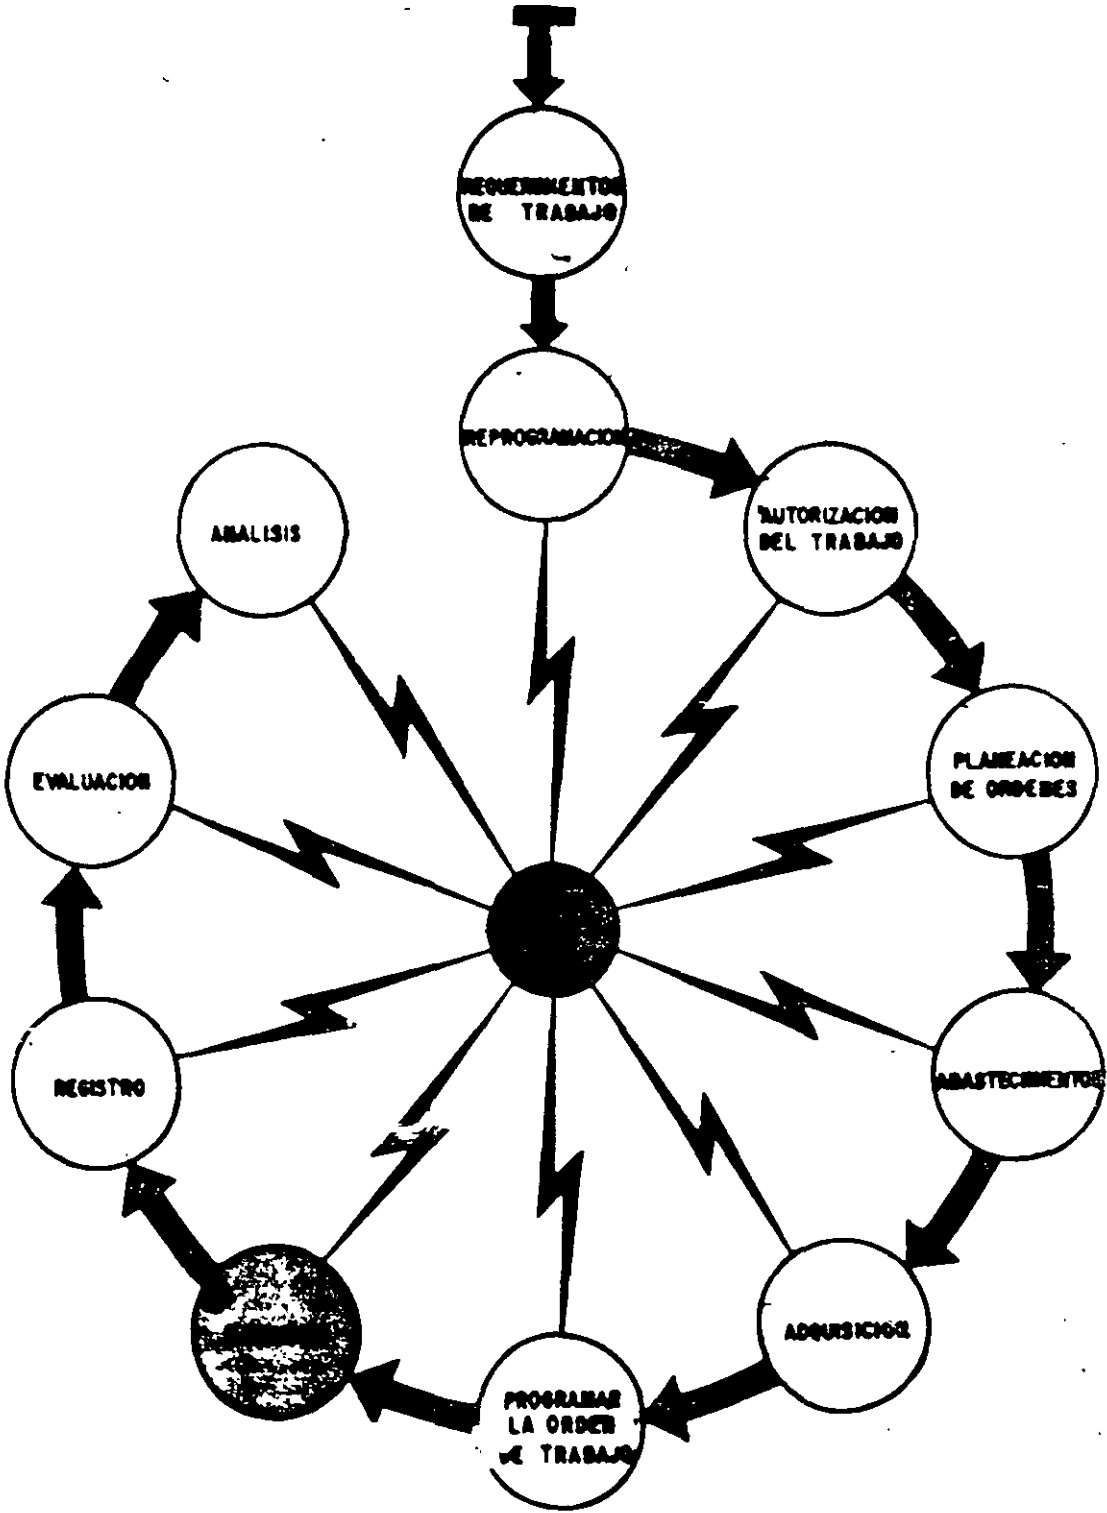 REQUERIMIENTOS
DE TRABAJO
REPROGRAMACION
AUTORIZACION
DEL TRABAJO
PLANEACION
DE ORDENES
ABASTECIMIENTOS
ADQUISICION
PROGRAMAR
LA ORDEN
DE TRABAJO
REGISTRO
EVALUACION
ANALISIS